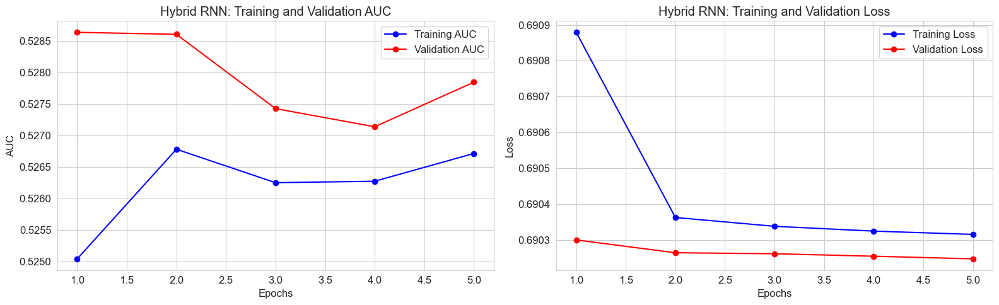 Hybrid RNN: Training and Validation AUC
Training AUC
Validation AUC
0.5285
0.5280
0.5275
0.5270
0.5265
0.5260
0.5255
0.5250
AUC
1.0 1.5 2.0 2.5 3.0 3.5 4.0 4.5 5.0
Epochs
Hybrid RNN: Training and Validation Loss
Training Loss
Validation Loss
0.6909
0.6908
0.6907
0.6906
0.6905
0.6904
0.6903
Loss
1.0 1.5 2.0 2.5 3.0 3.5 4.0 4.5 5.0
Epochs